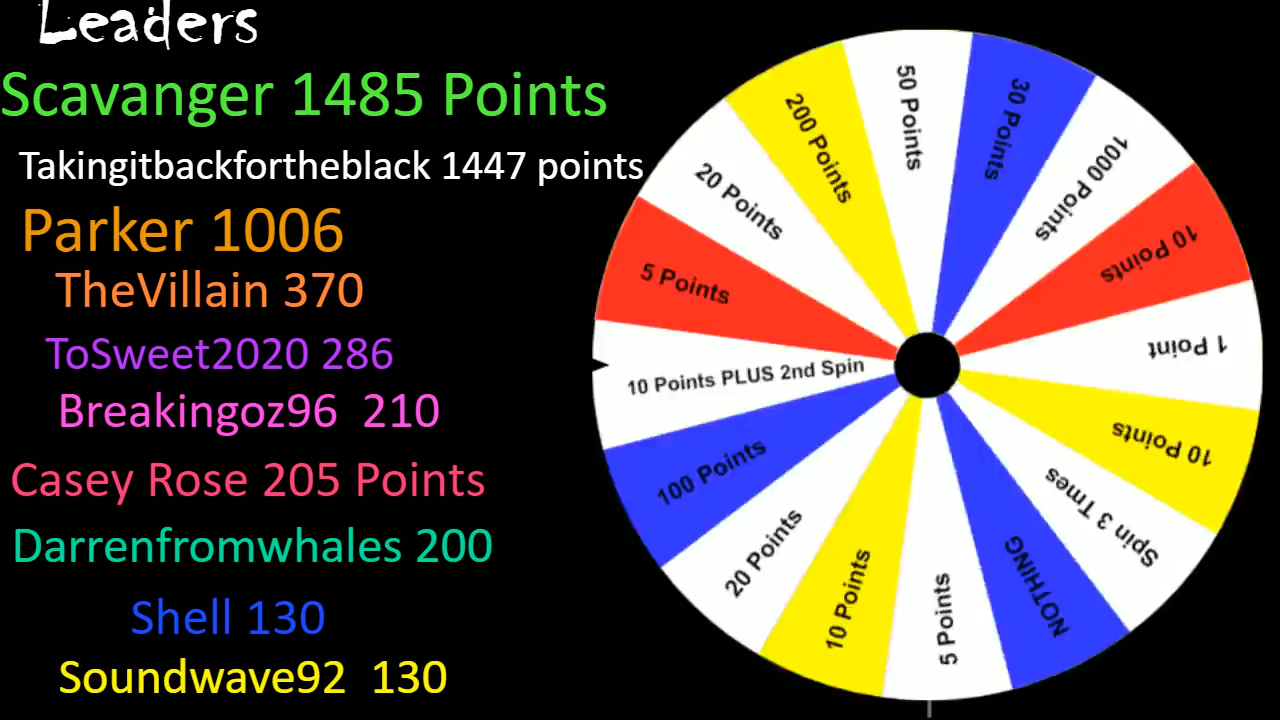 Leaders
Scavanger 1485 Points
Takingitbackfortheblack 1447 points
Parker 1006
TheVillain 370
ToSweet2020 286
Breakingoz96 210
Casey Rose 205 Points
Darrenfromwhales 200
Shell 130
Soundwave92 130
50 Points
30 Points
1000 Points
10 Points
1 Point
10 Points
Spin 3 Tmes
NOTHING
5 Points
10 Points
20 Points
100 Points
10 Points PLUS 2nd Spin
5 Points
20 Points
200 Points